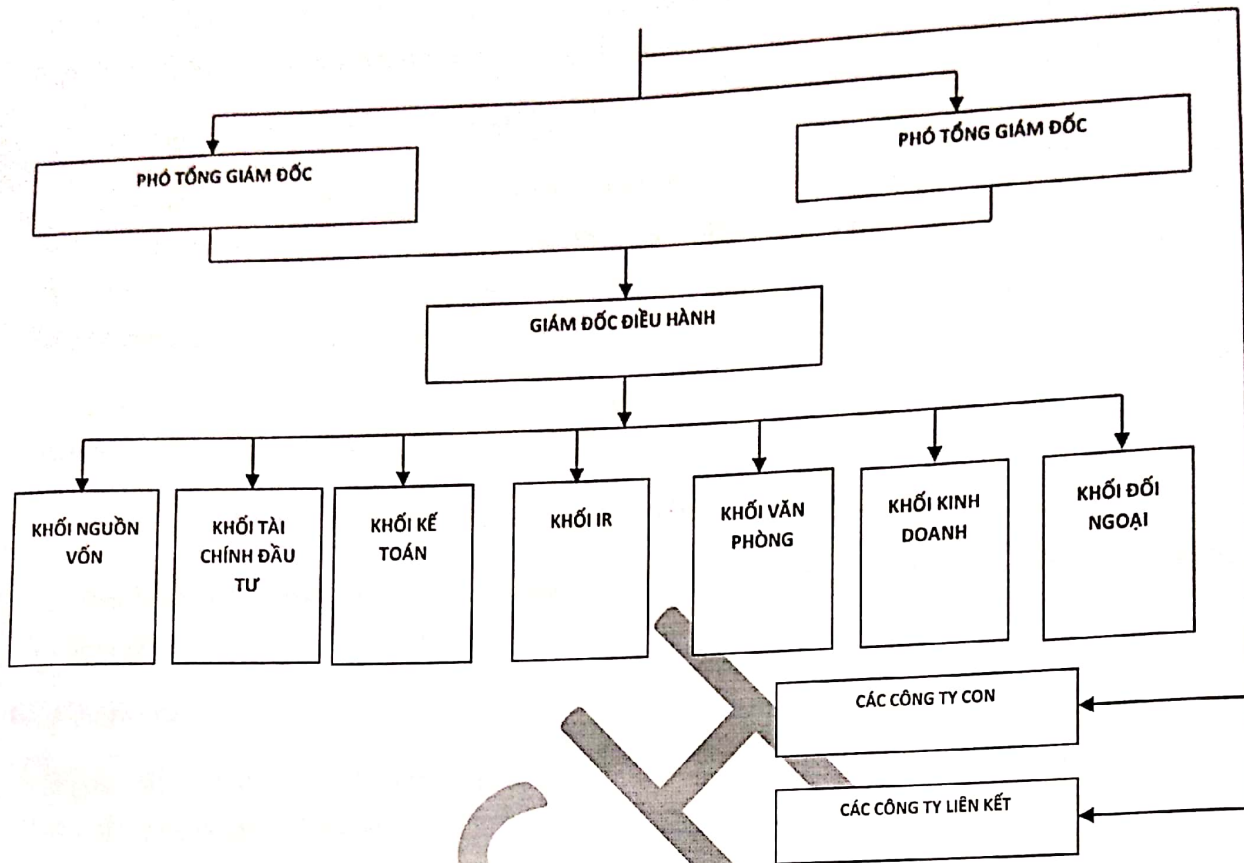 PHÓ TỔNG GIÁM ĐỐC
PHÓ TỔNG GIÁM ĐỐC
GIÁM ĐỐC ĐIỀU HÀNH
KHỐI NGUỒN
VỐN
KHỐI TÀI
CHÍNH ĐẦU
TƯ
KHỐI KẾ
TOÁN
KHỐI IR
KHỐI VĂN
PHÒNG
KHỐI KINH
DOANH
KHỐI ĐỐI
NGOẠI
CÁC CÔNG TY CON
CÁC CÔNG TY LIÊN KẾT
CH